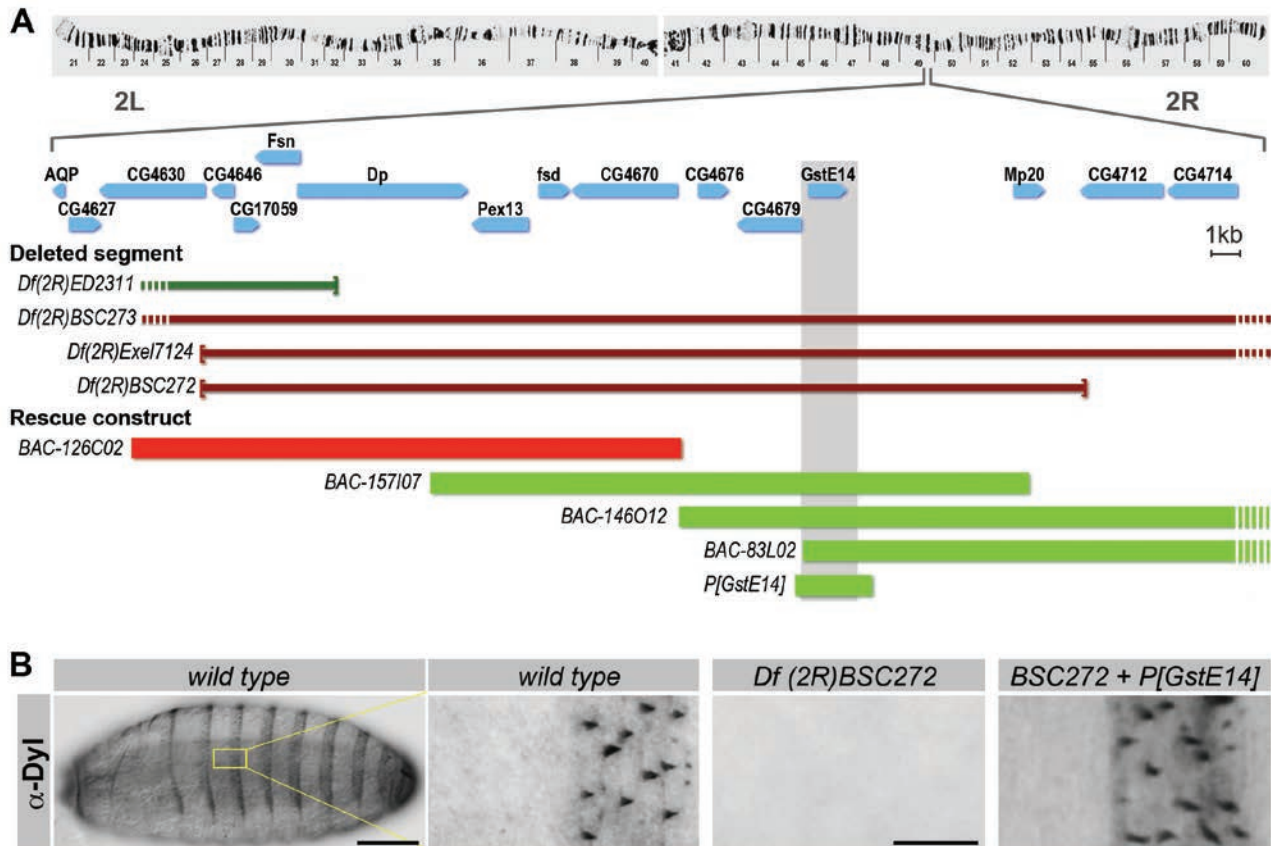 A
21 22 23 24 25 26 27 28 29 30 31 32 33 34 35 36 37 38 39 40 41 42 43 44 45 46 47 48 49 50 51 52 53 54 55 56 57 58 59 60
2L 2R
Fsn
AQP CG4630 CG4646 Dp fsd CG4670 CG4676 GstE14 Mp20 CG4712 CG4714
CG4627 CG17059 Pex13 CG4679
1kb
Deleted segment
Df(2R)ED2311
Df(2R)BSC273
Df(2R)Exel7124
Df(2R)BSC272
Rescue construct
BAC-126C02
BAC-157I07
BAC-146O12
BAC-83L02
P[GstE14]
B
wild type wild type Df (2R)BSC272 BSC272 + P[GstE14]
α-Dyl